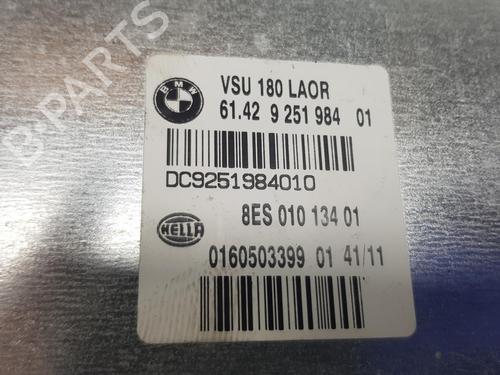 BMW
VSU 180 LAOR
61.42 9 251 984 01
DC9251984010
8ES 010 134 01
HELLA
0160503399 01 41/11
B-PARTS